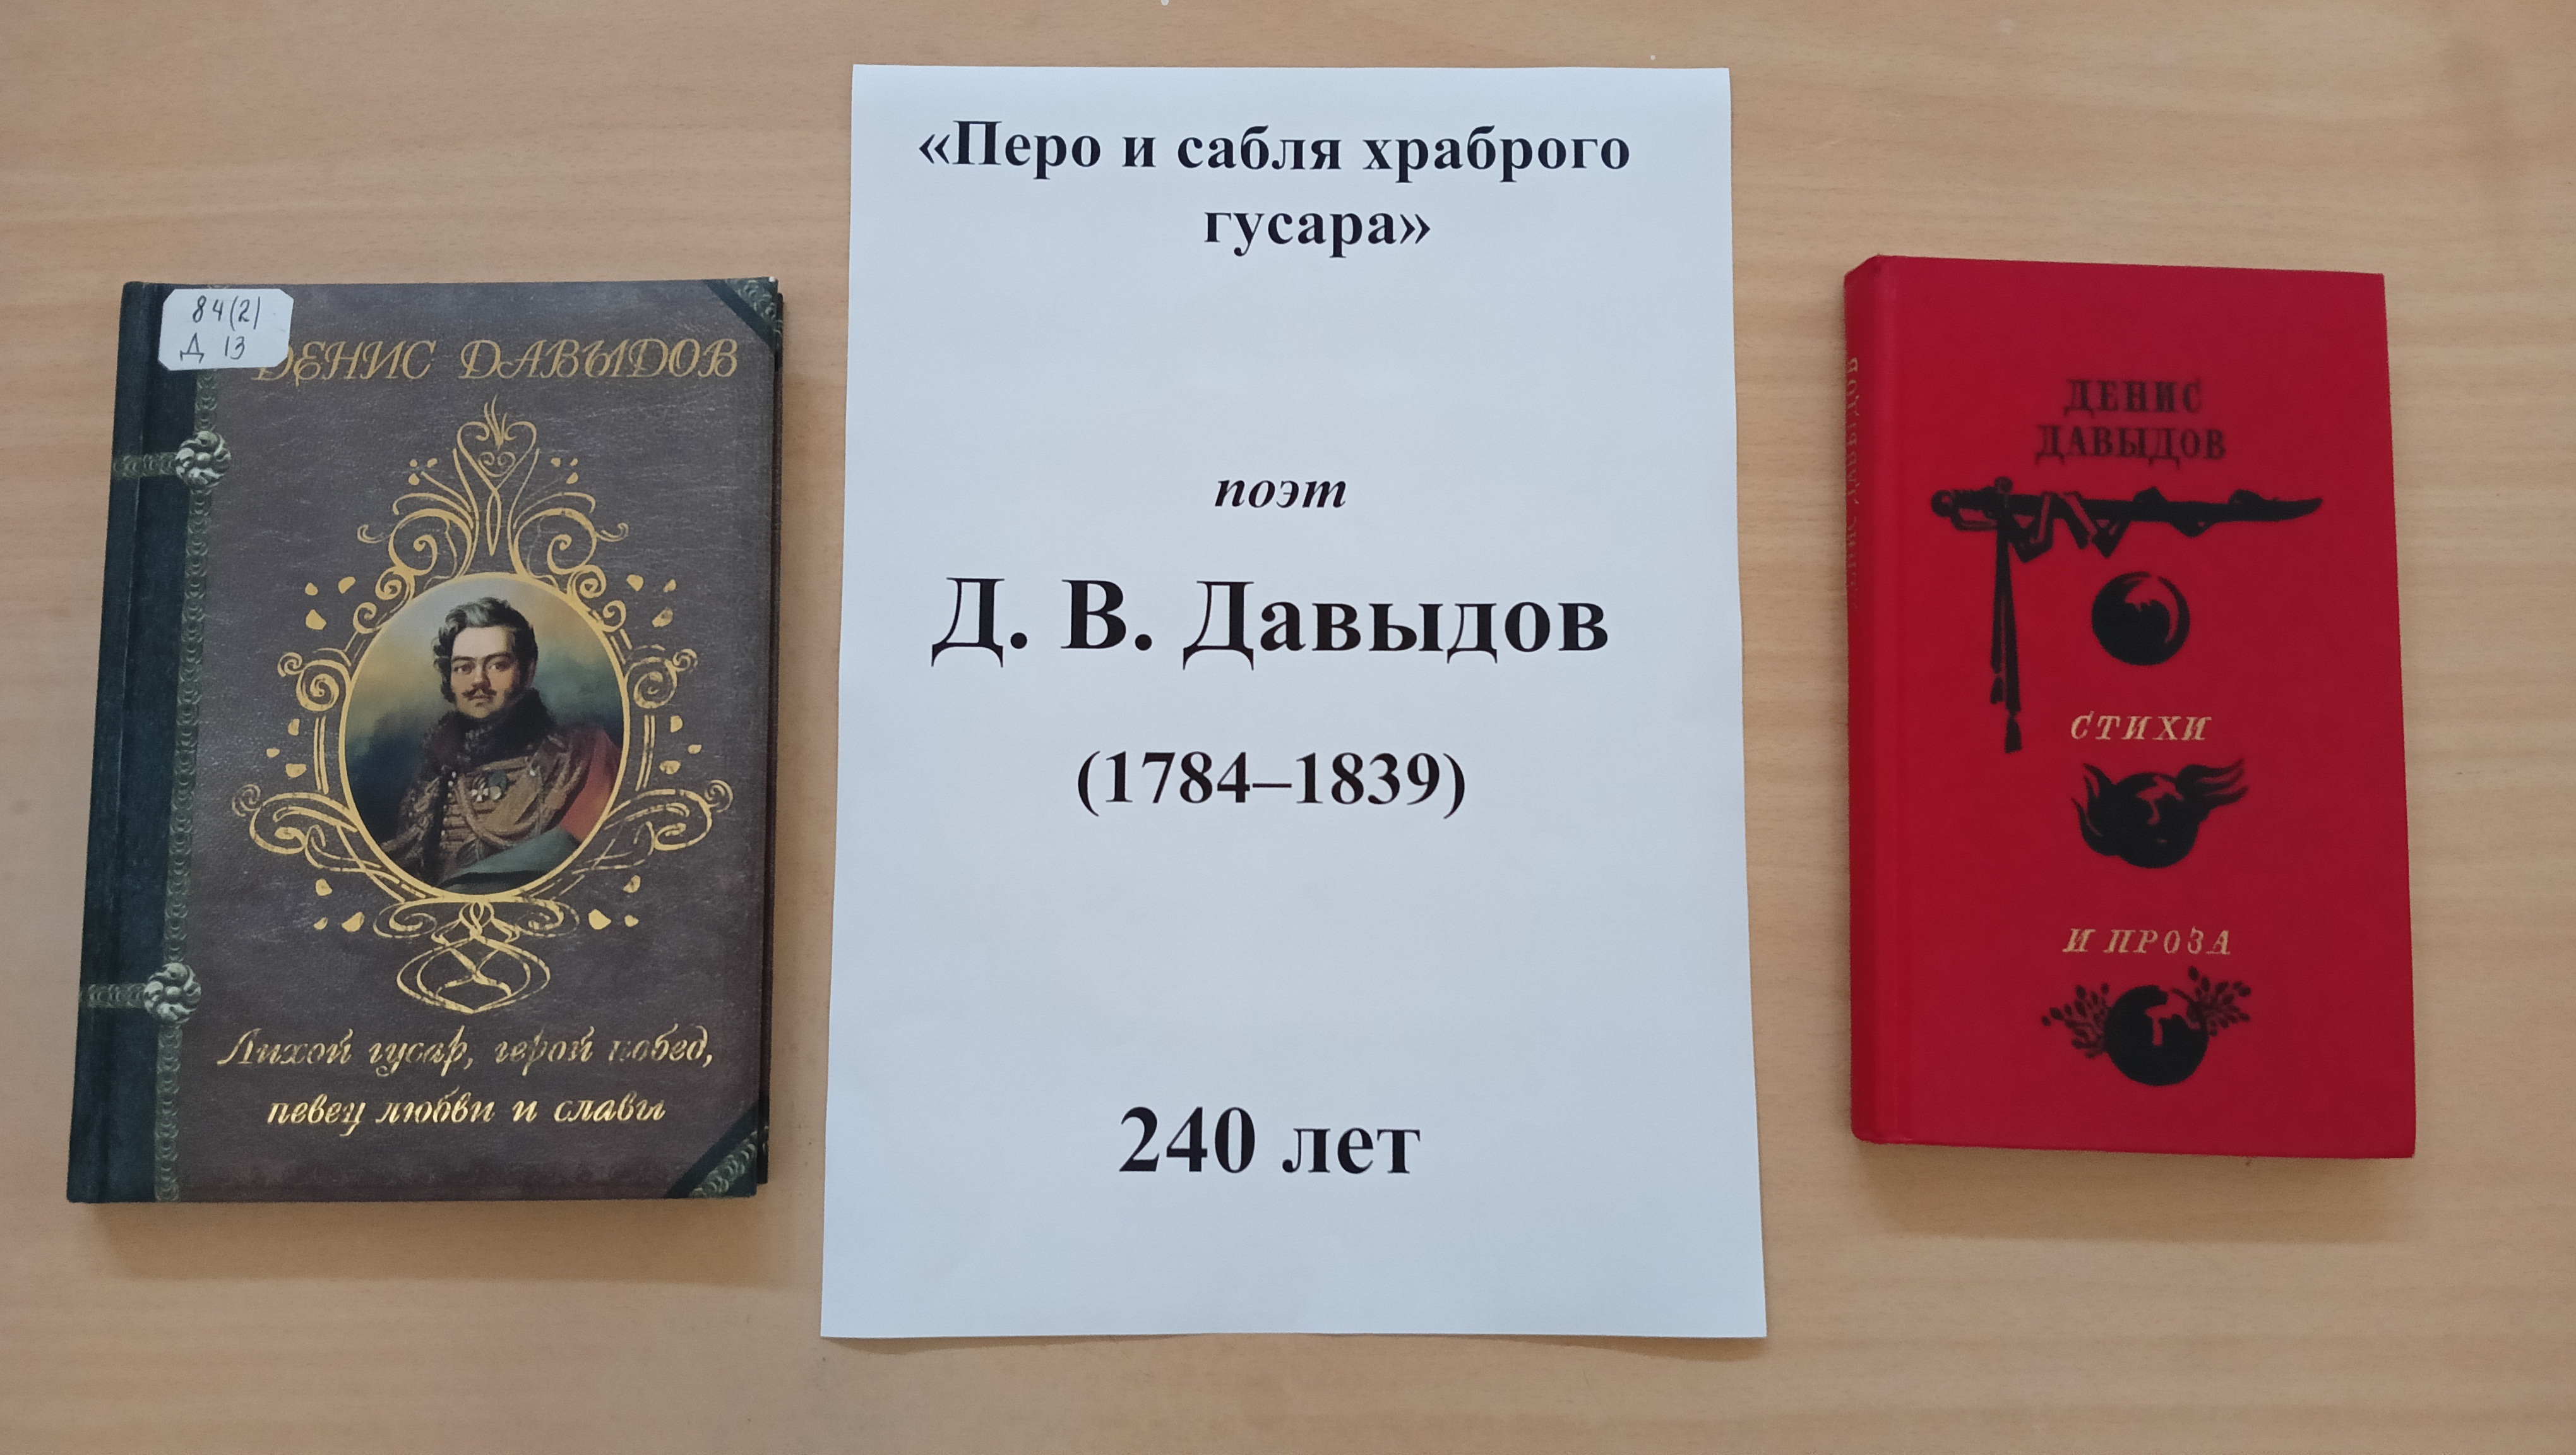 84(2)
Д 13
ДЕНИС ДАВЫДОВ
Лихой гусар, герой побед,
певец любви и славы
«Перо и сабля храброго
гусара»
поэт
Д. В. Давыдов
(1784–1839)
240 лет
ДЕНИС ДАВЫДОВ
ДЕНИС
ДАВЫДОВ
СТИХИ
И ПРОЗА